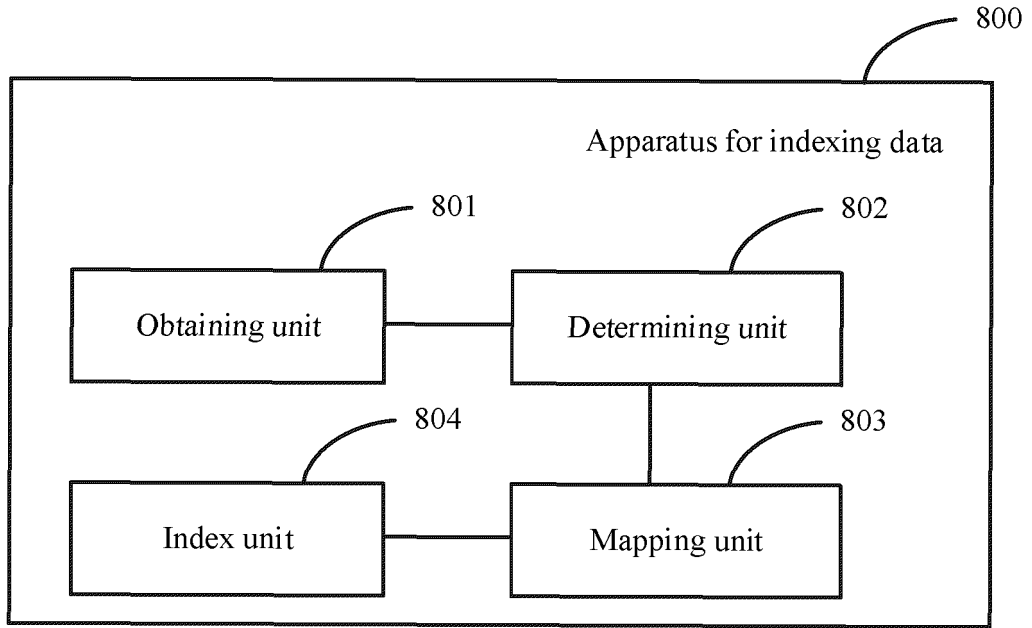 800
Apparatus for indexing data
801
802
Obtaining unit
Determining unit
804
803
Index unit
Mapping unit